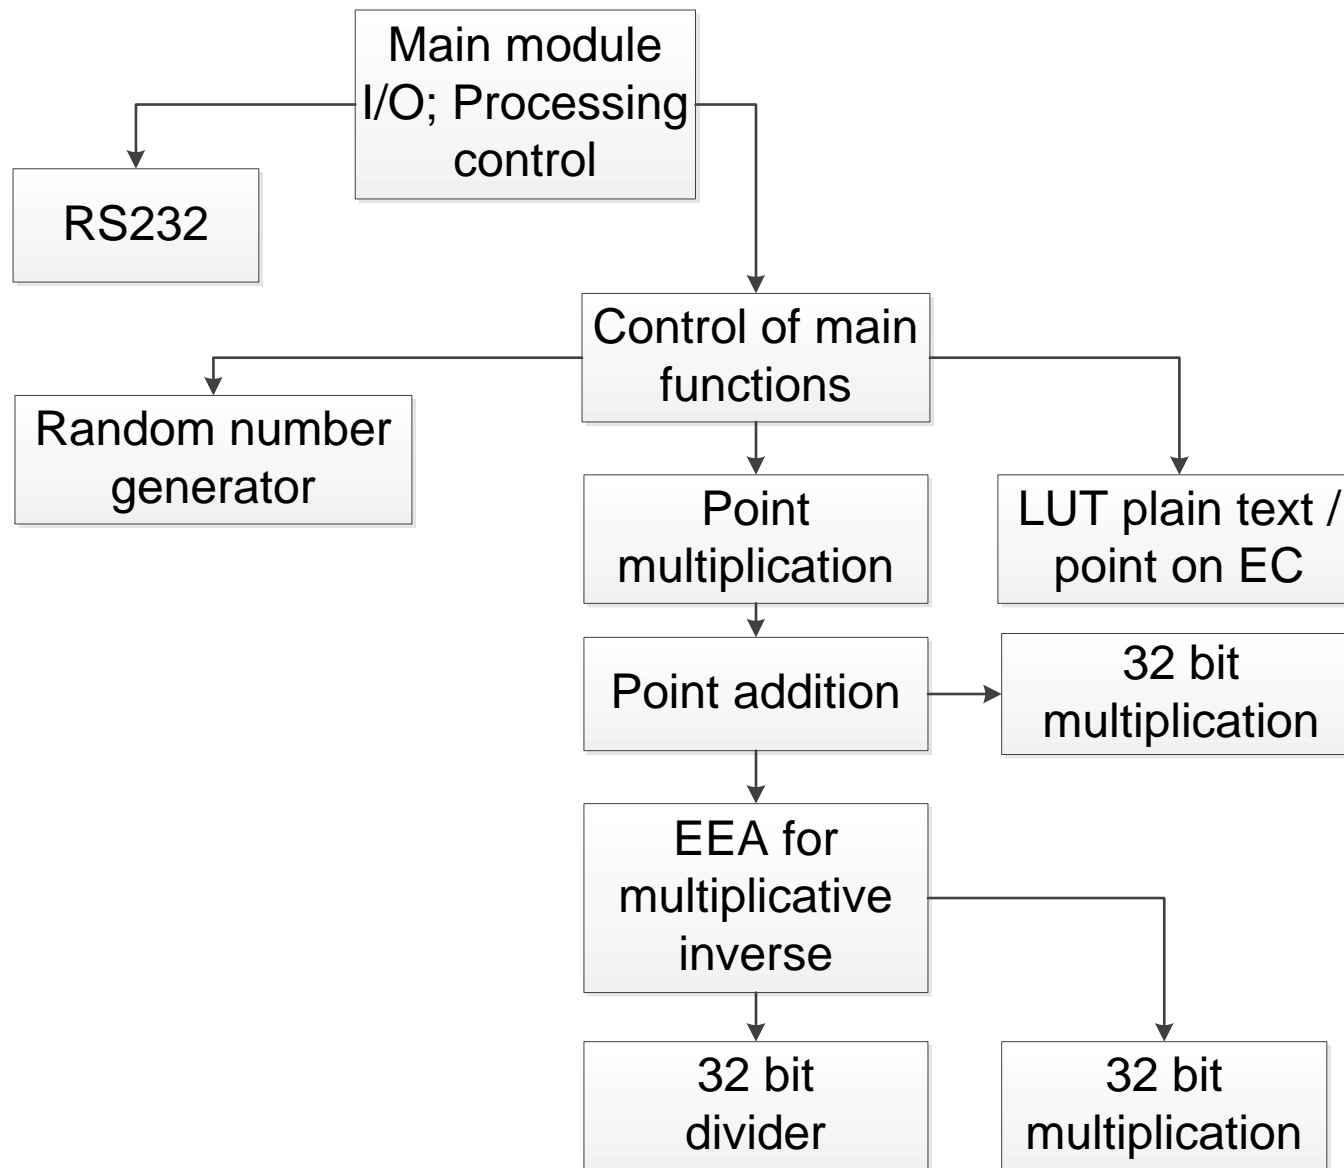 Main module
I/O; Processing
control
RS232
Control of main
functions
Random number
generator
Point
multiplication
LUT plain text /
point on EC
Point addition
32 bit
multiplication
EEA for
multiplicative
inverse
32 bit
divider
32 bit
multiplication